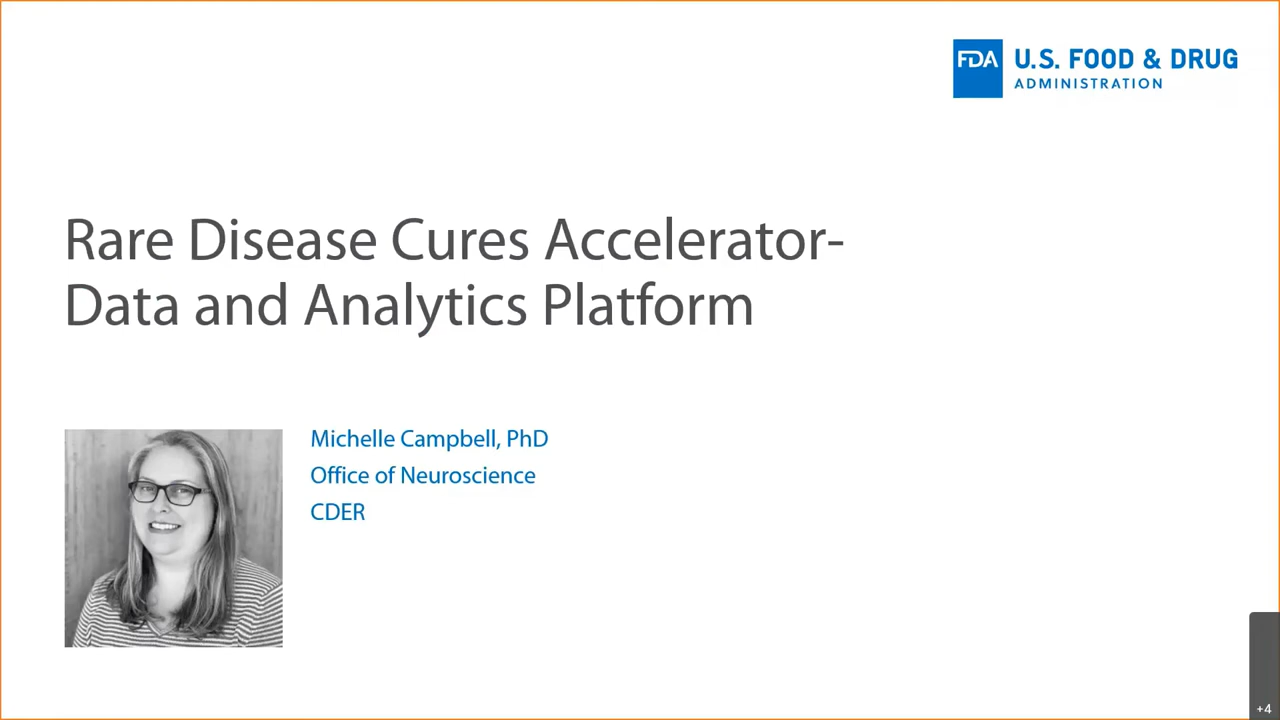 FDA U.S. FOOD & DRUG
ADMINISTRATION
Rare Disease Cures Accelerator-
Data and Analytics Platform
Michelle Campbell, PhD
Office of Neuroscience
CDER
+4